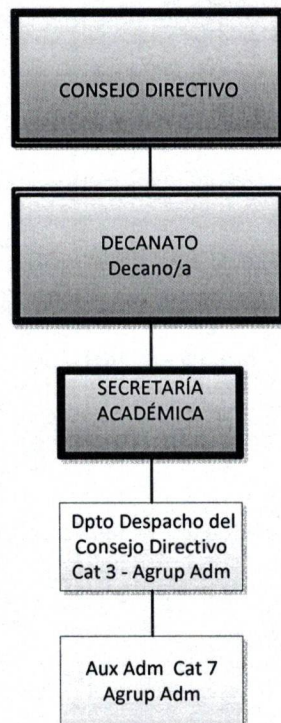 CONSEJO DIRECTIVO
DECANATO
Decano/a
SECRETARÍA
ACADÉMICA
Dpto Despacho del
Consejo Directivo
Cat 3 - Agrup Adm
Aux Adm Cat 7
Agrup Adm